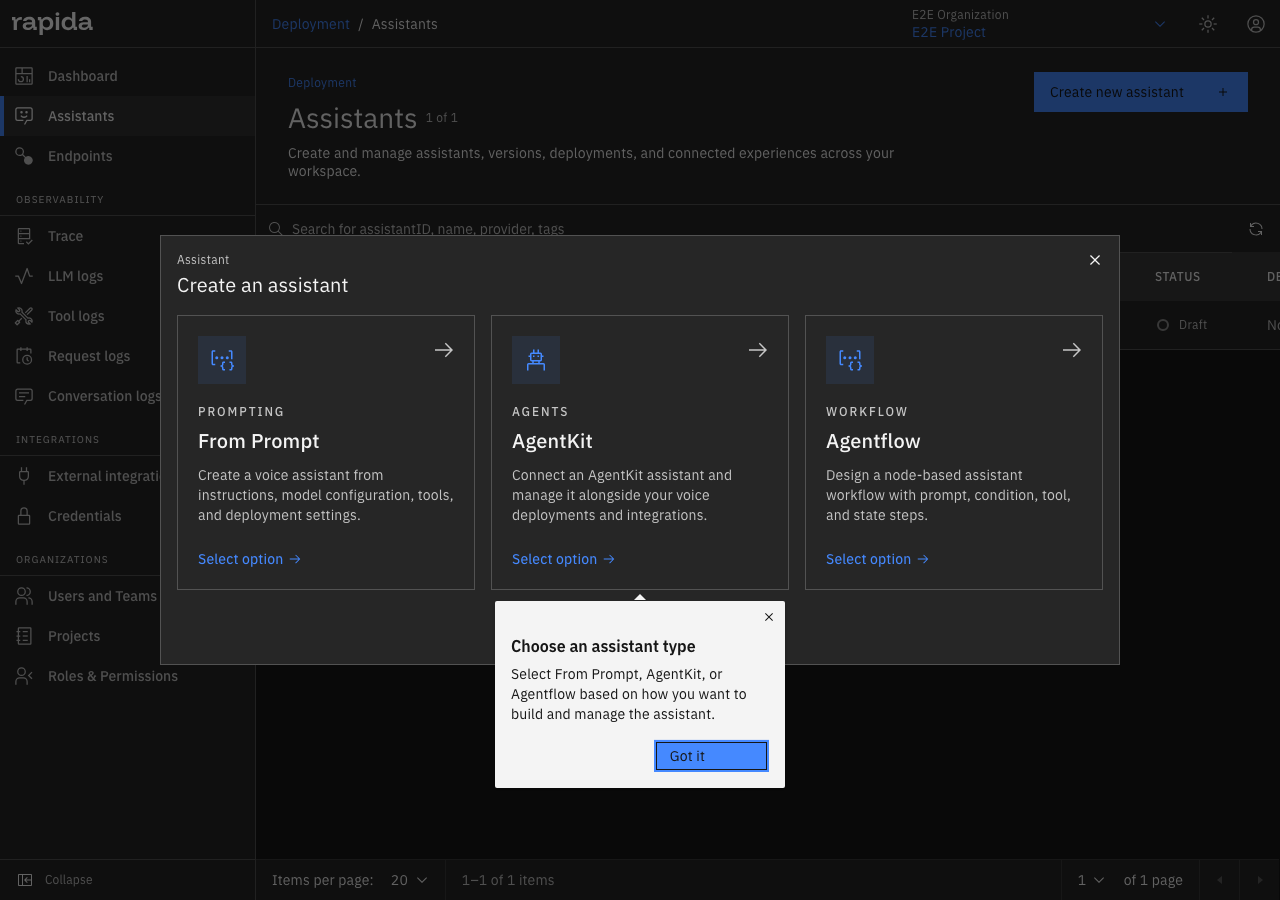 rapida
Deployment / Assistants
E2E Organization
E2E Project
Dashboard
Assistants
Endpoints
OBSERVABILITY
Trace
LLM logs
Tool logs
Request logs
Conversation logs
INTEGRATIONS
External integrati
Credentials
ORGANIZATIONS
Users and Teams
Projects
Roles & Permissions
Collapse
Deployment
Assistants 1 of 1
Create and manage assistants, versions, deployments, and connected experiences across your
workspace.
Create new assistant +
Search for assistantID, name, provider, tags
STATUS DE
Draft No
Assistant
Create an assistant
PROMPTING
From Prompt
Create a voice assistant from
instructions, model configuration, tools,
and deployment settings.
Select option →
AGENTS
AgentKit
Connect an AgentKit assistant and
manage it alongside your voice
deployments and integrations.
Select option →
WORKFLOW
Agentflow
Design a node-based assistant
workflow with prompt, condition, tool,
and state steps.
Select option →
Choose an assistant type
Select From Prompt, AgentKit, or
Agentflow based on how you want to
build and manage the assistant.
Got it
Items per page: 20 1–1 of 1 items 1 of 1 page